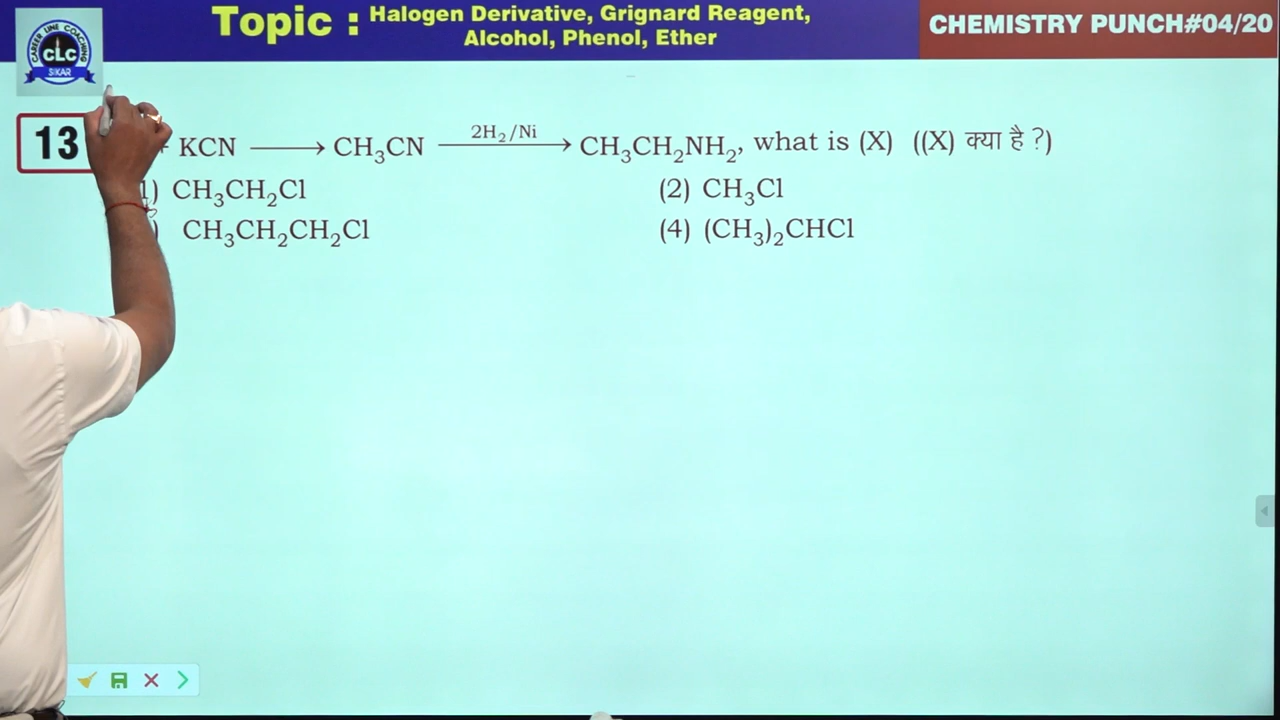 Topic : Halogen Derivative, Grignard Reagent,
Alcohol, Phenol, Ether
CHEMISTRY PUNCH#04/20
CAREER LINE COACHING
CLC
SIKAR
13
+ KCN ⟶ CH₃CN —2H₂/Ni→ CH₃CH₂NH₂, what is (X) ((X) क्या है ?)
1) CH₃CH₂Cl (2) CH₃Cl
) CH₃CH₂CH₂Cl (4) (CH₃)₂CHCl